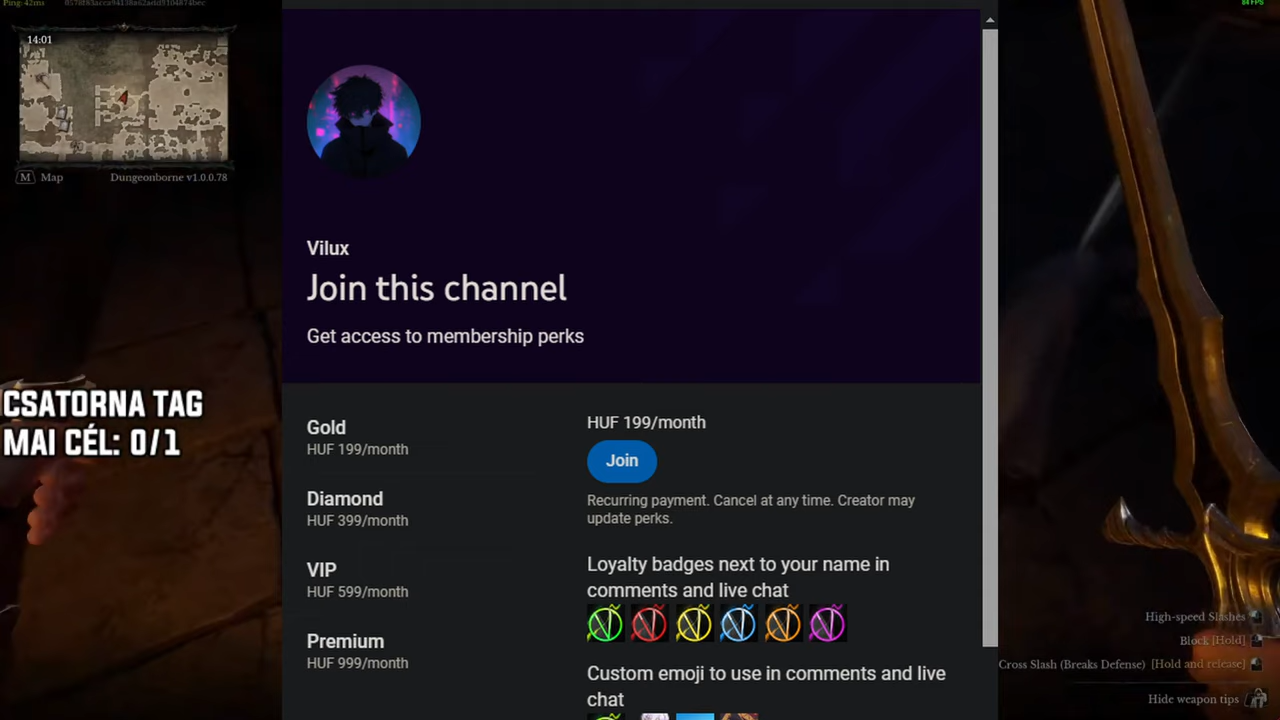 Ping:42ms
14:01
M Map
Dungeonborne v1.0.0.78
84 FPS
CSATORNA TAG
MAI CÉL: 0/1
Vilux
Join this channel
Get access to membership perks
Gold
HUF 199/month
Diamond
HUF 399/month
VIP
HUF 599/month
Premium
HUF 999/month
HUF 199/month
Join
Recurring payment. Cancel at any time. Creator may
update perks.
Loyalty badges next to your name in
comments and live chat
Custom emoji to use in comments and live
chat
High-speed Slashes
Block [Hold]
Cross Slash (Breaks Defense) [Hold and release]
Hide weapon tips